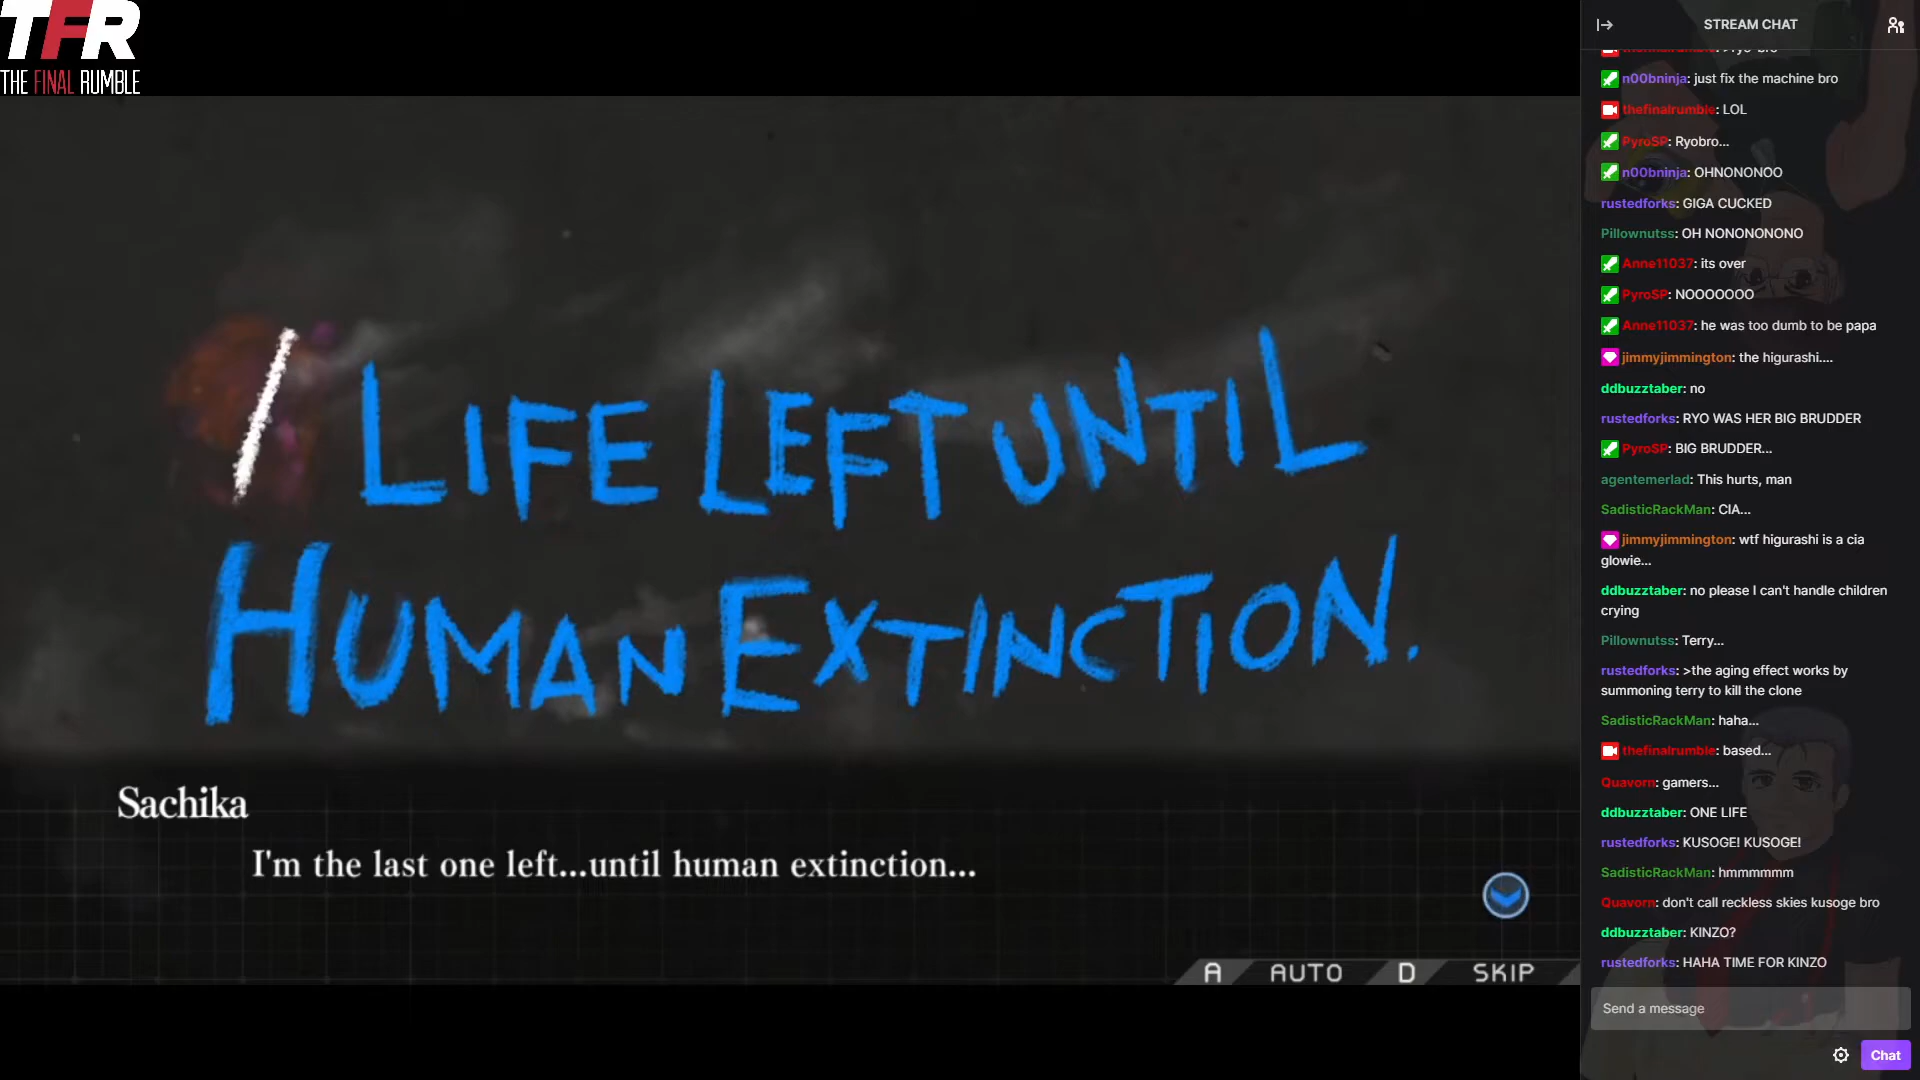 TFR
THE FINAL RUMBLE
1 LIFE LEFT UNTIL
HUMAN EXTINCTION.
Sachika
I'm the last one left...until human extinction...
A AUTO D SKIP
STREAM CHAT
n00bninja: just fix the machine bro
thefinalrumble: LOL
PyroSP: Ryobro...
n00bninja: OHNONONOO
rustedforks: GIGA CUCKED
Pillownutss: OH NONONONONO
Anne11037: its over
PyroSP: NOOOOOOO
Anne11037: he was too dumb to be papa
jimmyjimmington: the higurashi....
ddbuzztaber: no
rustedforks: RYO WAS HER BIG BRUDDER
PyroSP: BIG BRUDDER...
agentemerlad: This hurts, man
SadisticRackMan: CIA...
jimmyjimmington: wtf higurashi is a cia
glowie...
ddbuzztaber: no please I can't handle children
crying
Pillownutss: Terry...
rustedforks: >the aging effect works by
summoning terry to kill the clone
SadisticRackMan: haha...
thefinalrumble: based...
Quavorn: gamers...
ddbuzztaber: ONE LIFE
rustedforks: KUSOGE! KUSOGE!
SadisticRackMan: hmmmmmm
Quavorn: don't call reckless skies kusoge bro
ddbuzztaber: KINZO?
rustedforks: HAHA TIME FOR KINZO
Send a message
Chat